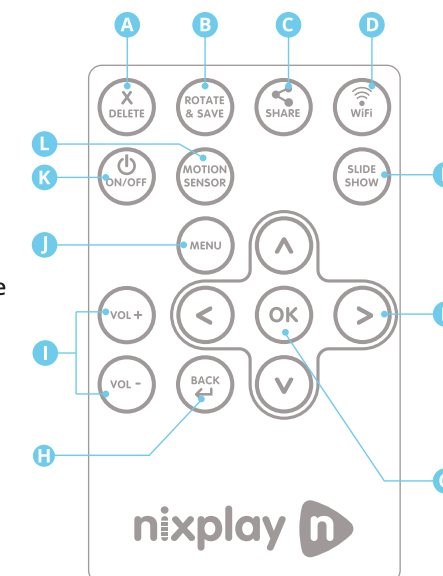 A B C D
X DELETE
ROTATE & SAVE
SHARE
WiFi
L
K
ON/OFF
MOTION SENSOR
SLIDE SHOW
J
MENU
e
VOL +
OK
I
VOL -
BACK
H
nixplay n